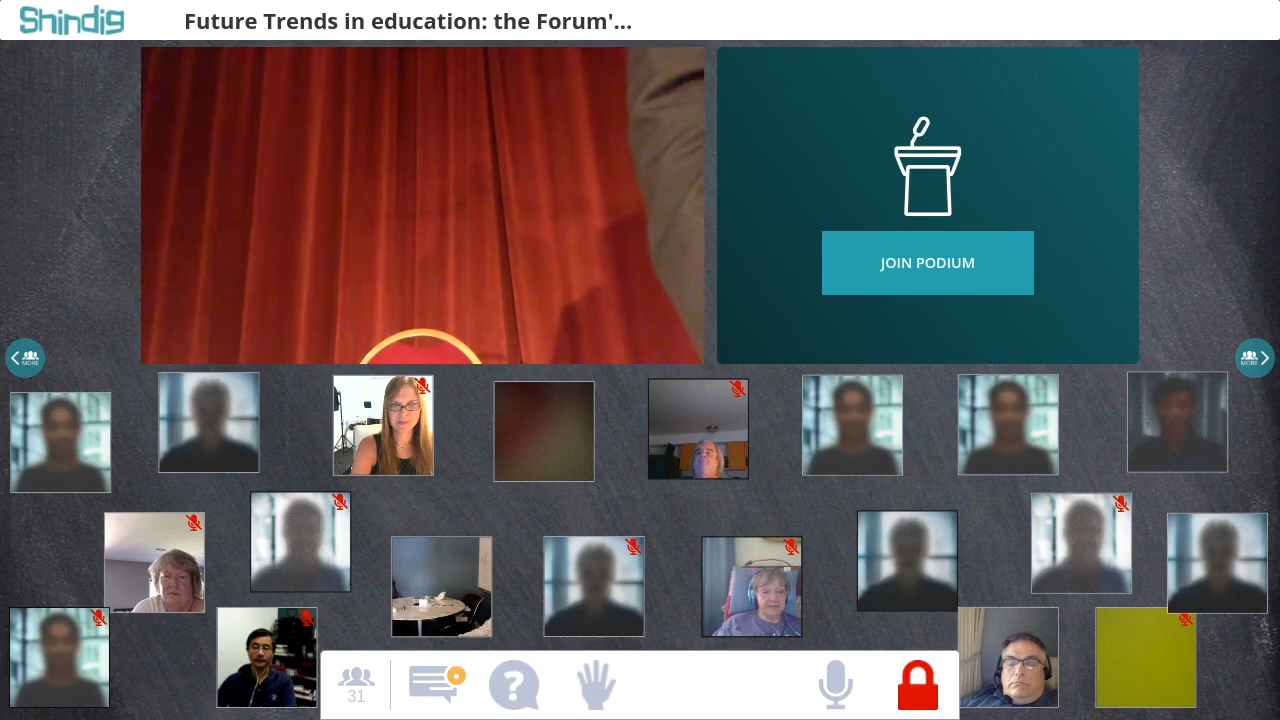 Shindig
Future Trends in education: the Forum'...
JOIN PODIUM
MORE
MORE
31